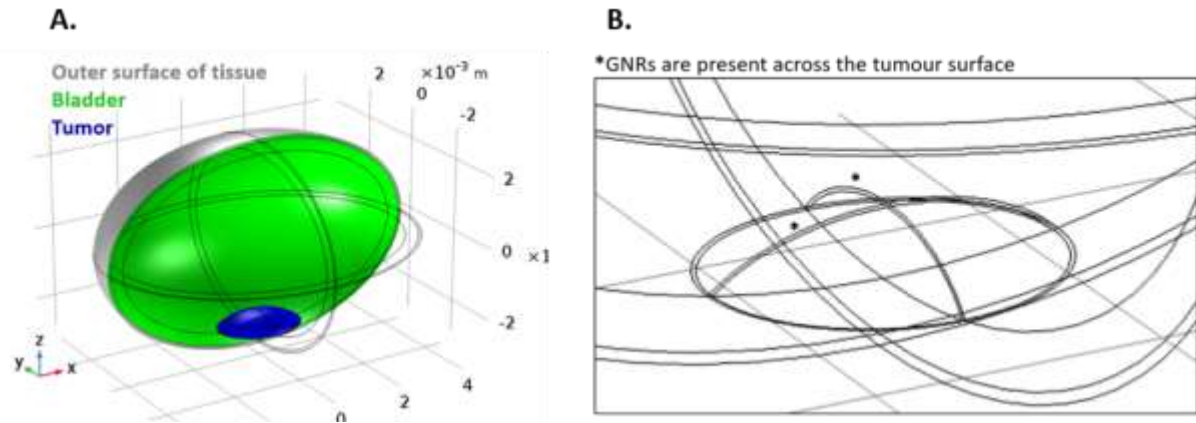 A.
B.
Outer surface of tissue
Bladder
Tumor
2
×10⁻³ m
0
-2
2
0
×1
-2
4
2
0
z
y
x
*GNRs are present across the tumour surface
*
*